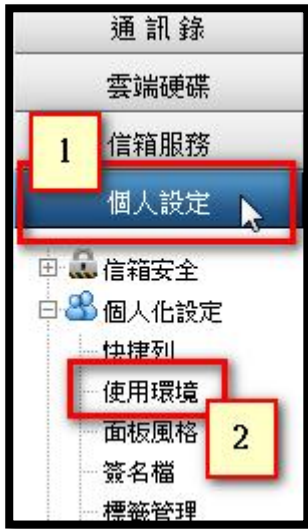 通訊錄
雲端硬碟
1
信箱服務
個人設定
信箱安全
個人化設定
快捷列
使用環境
面板風格
2
簽名檔
標籤管理